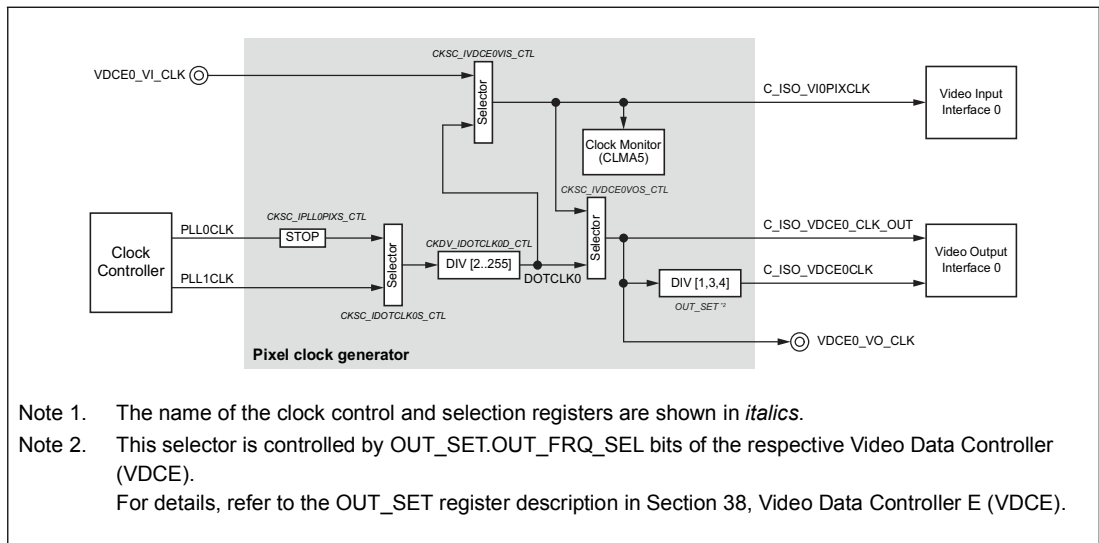 CKSC_IVDCE0VIS_CTL
VDCE0_VI_CLK
Selector
C_ISO_VI0PIXCLK
Video Input
Interface 0
Clock Monitor
(CLMA5)
CKSC_IVDCE0VOS_CTL
CKSC_IPLL0PIXS_CTL
PLL0CLK
STOP
Clock
Controller
PLL1CLK
Selector
CKSC_IDOTCLK0S_CTL
CKDV_IDOTCLK0D_CTL
DIV [2..255]
DOTCLK0
Selector
C_ISO_VDCE0_CLK_OUT
C_ISO_VDCE0CLK
Video Output
Interface 0
DIV [1,3,4]
OUT_SET *2
VDCE0_VO_CLK
Pixel clock generator
Note 1. The name of the clock control and selection registers are shown in italics.
Note 2. This selector is controlled by OUT_SET.OUT_FRQ_SEL bits of the respective Video Data Controller
(VDCE).
For details, refer to the OUT_SET register description in Section 38, Video Data Controller E (VDCE).